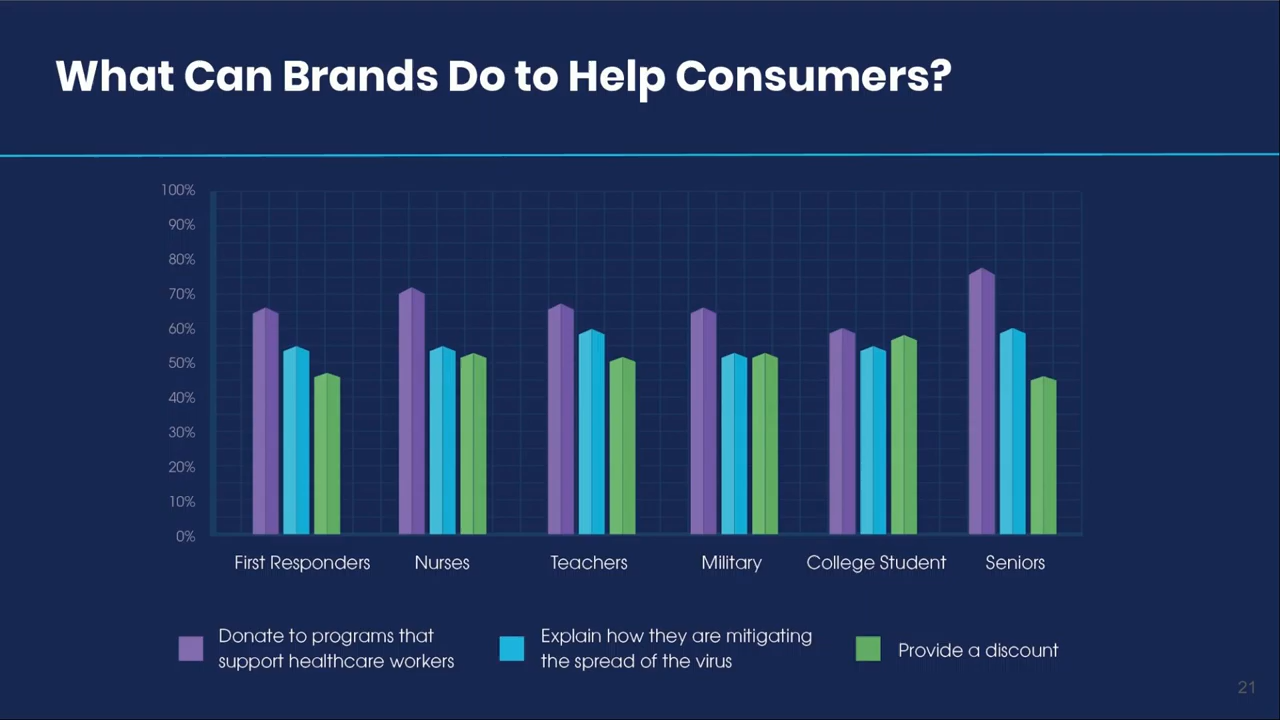 What Can Brands Do to Help Consumers?
100%
90%
80%
70%
60%
50%
40%
30%
20%
10%
0%
First Responders Nurses Teachers Military College Student Seniors
Donate to programs that
support healthcare workers
Explain how they are mitigating
the spread of the virus
Provide a discount
21